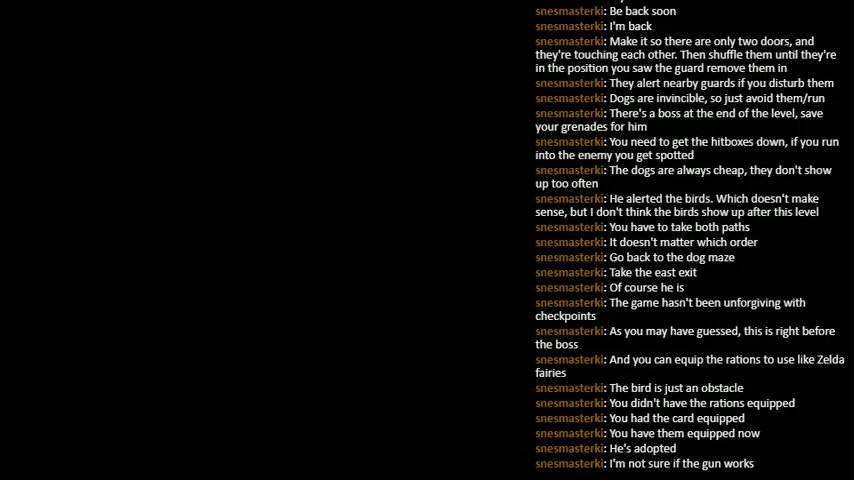 snesmasterki: Be back soon
snesmasterki: I'm back
snesmasterki: Make it so there are only two doors, and
they're touching each other. Then shuffle them until they're
in the position you saw the guard remove them in
snesmasterki: They alert nearby guards if you disturb them
snesmasterki: Dogs are invincible, so just avoid them/run
snesmasterki: There's a boss at the end of the level, save
your grenades for him
snesmasterki: You need to get the hitboxes down, if you run
into the enemy you get spotted
snesmasterki: The dogs are always cheap, they don't show
up too often
snesmasterki: He alerted the birds. Which doesn't make
sense, but I don't think the birds show up after this level
snesmasterki: You have to take both paths
snesmasterki: It doesn't matter which order
snesmasterki: Go back to the dog maze
snesmasterki: Take the east exit
snesmasterki: Of course he is
snesmasterki: The game hasn't been unforgiving with
checkpoints
snesmasterki: As you may have guessed, this is right before
the boss
snesmasterki: And you can equip the rations to use like Zelda
fairies
snesmasterki: The bird is just an obstacle
snesmasterki: You didn't have the rations equipped
snesmasterki: You had the card equipped
snesmasterki: You have them equipped now
snesmasterki: He's adopted
snesmasterki: I'm not sure if the gun works